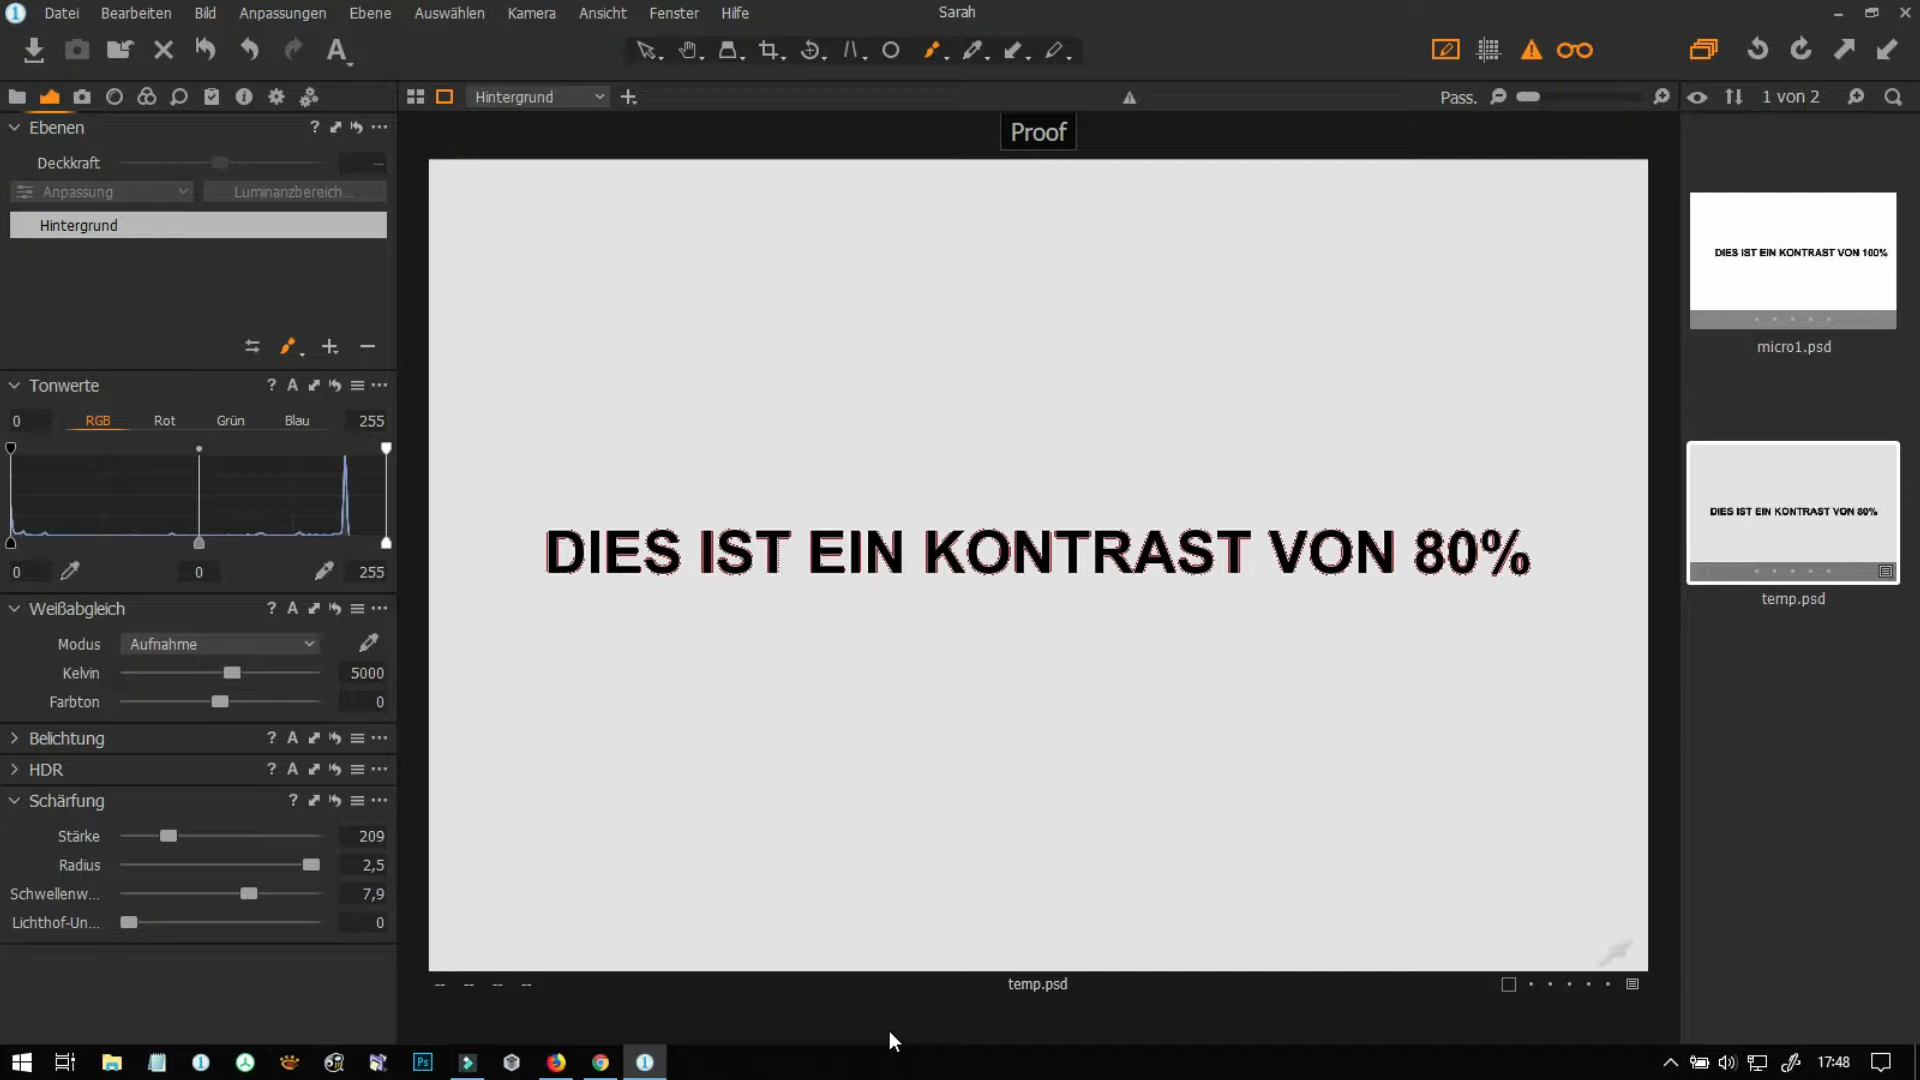 Datei Bearbeiten Bild Anpassungen Ebene Auswählen Kamera Ansicht Fenster Hilfe Sarah
Hintergrund Pass. 1 von 2
Ebenen
Deckkraft
Anpassung Luminanzbereich...
Hintergrund
Tonwerte
0 RGB Rot Grün Blau 255
0 0 255
Weißabgleich
Modus Aufnahme
Kelvin 5000
Farbton 0
Belichtung
HDR
Schärfung
Stärke 209
Radius 2,5
Schwellenw... 7,9
Lichthof-Un... 0
Proof
DIES IST EIN KONTRAST VON 80%
temp.psd
DIES IST EIN KONTRAST VON 100%
micro1.psd
DIES IST EIN KONTRAST VON 80%
temp.psd
Ps
17:48